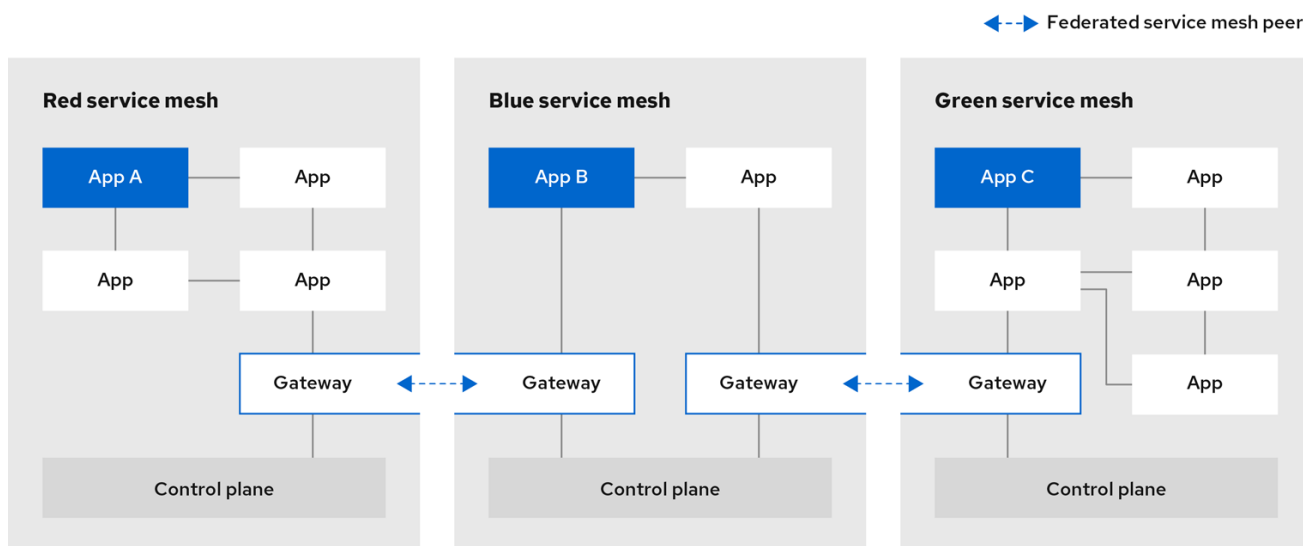 Federated service mesh peer
Red service mesh
Blue service mesh
Green service mesh
App A
App
App B
App
App C
App
App
App
App
App
Gateway
Gateway
Gateway
Gateway
App
Control plane
Control plane
Control plane